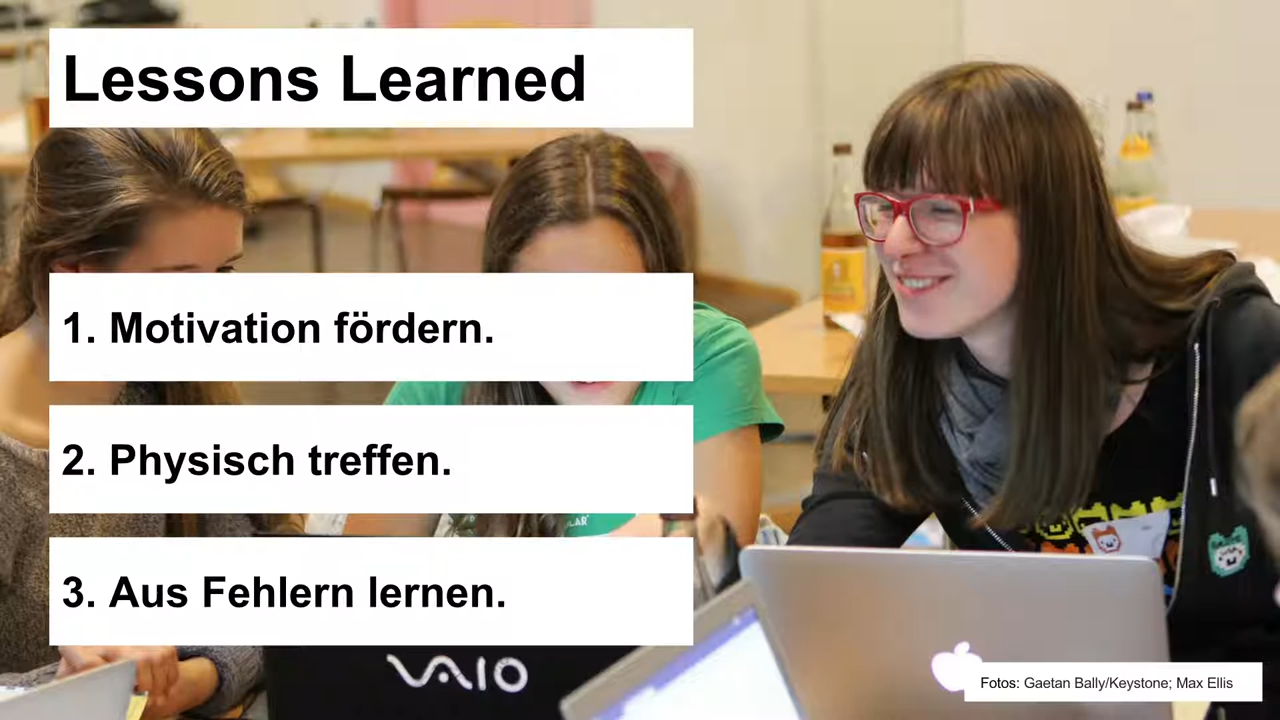 Lessons Learned
1. Motivation fördern.
2. Physisch treffen.
LAR
3. Aus Fehlern lernen.
VAIO
Fotos: Gaetan Bally/Keystone; Max Ellis